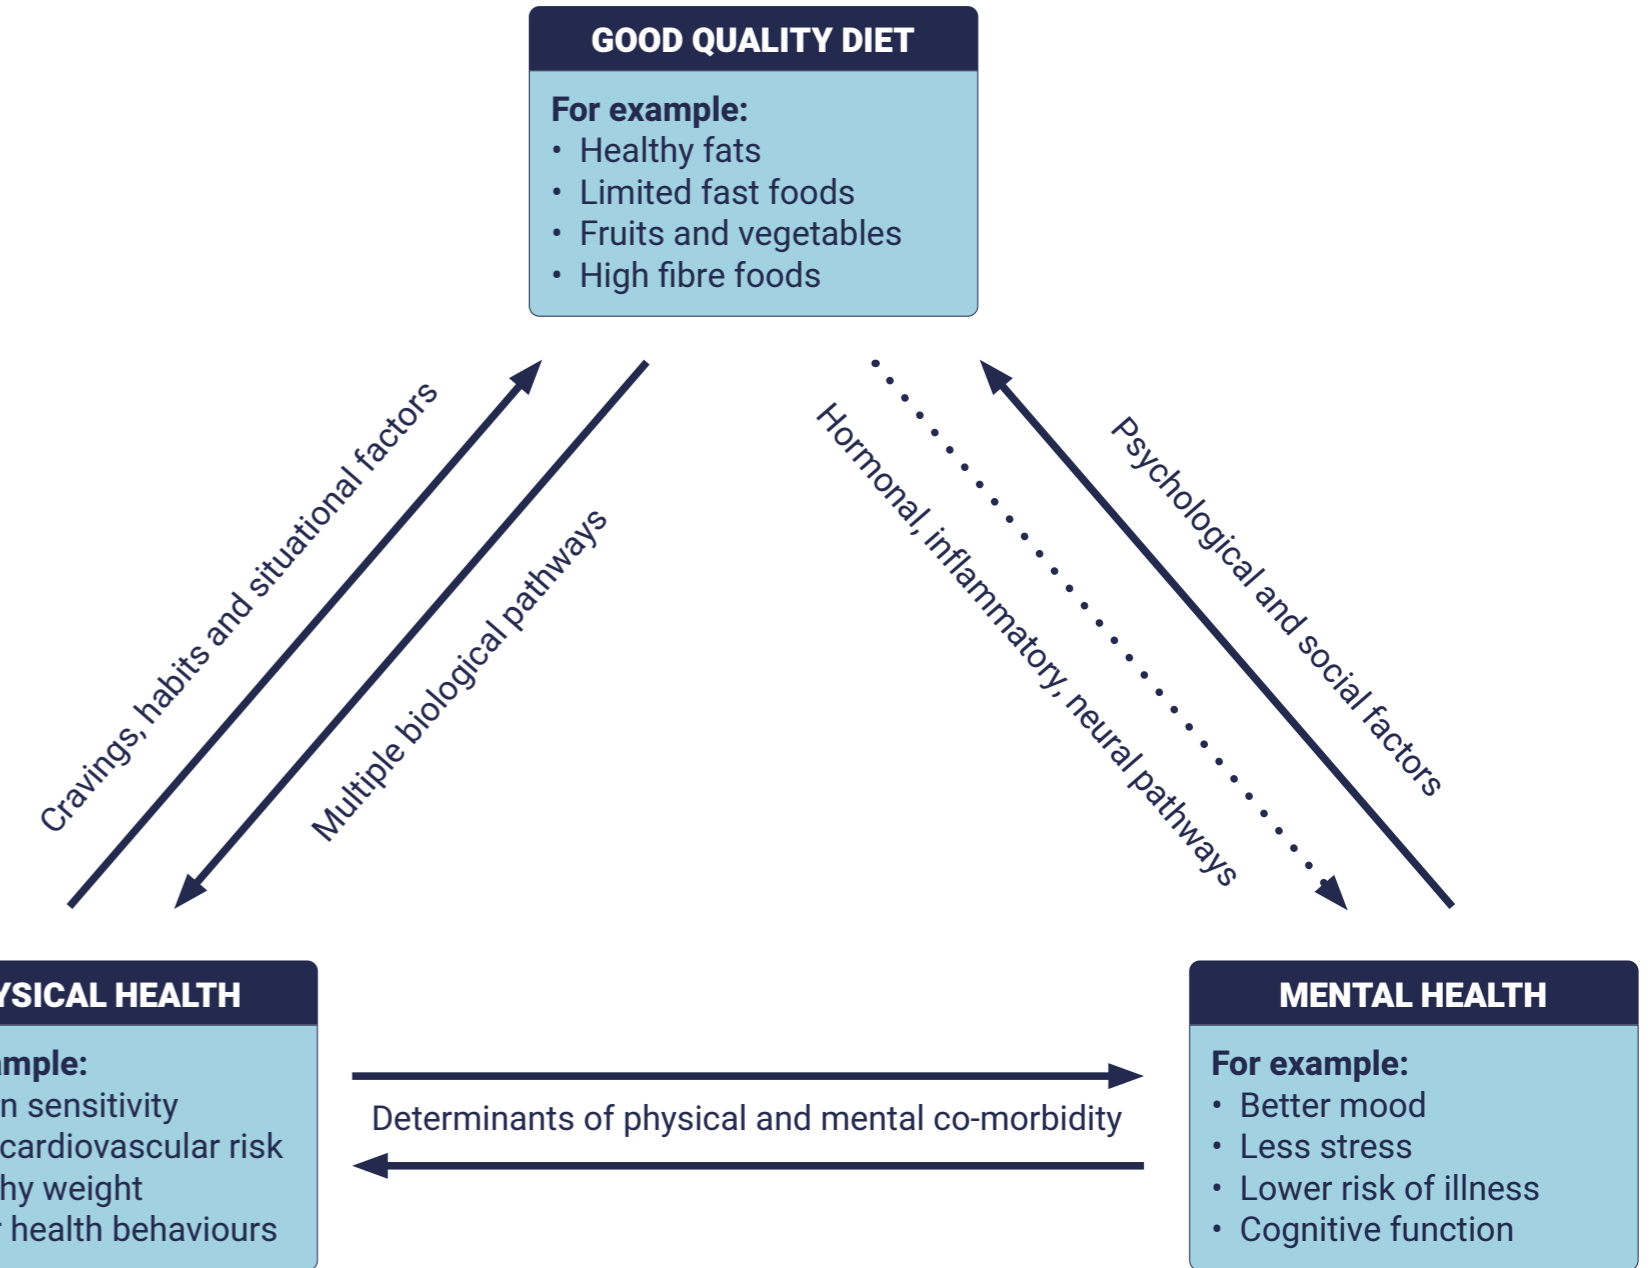 GOOD QUALITY DIET
For example:
• Healthy fats
• Limited fast foods
• Fruits and vegetables
• High fibre foods
Cravings, habits and situational factors
Multiple biological pathways
Hormonal, inflammatory, neural pathways
Psychological and social factors
HEALTH
sensitivity
cardiovascular risk
weight
health behaviours
Determinants of physical and mental co-morbidity
MENTAL HEALTH
For example:
• Better mood
• Less stress
• Lower risk of illness
• Cognitive function